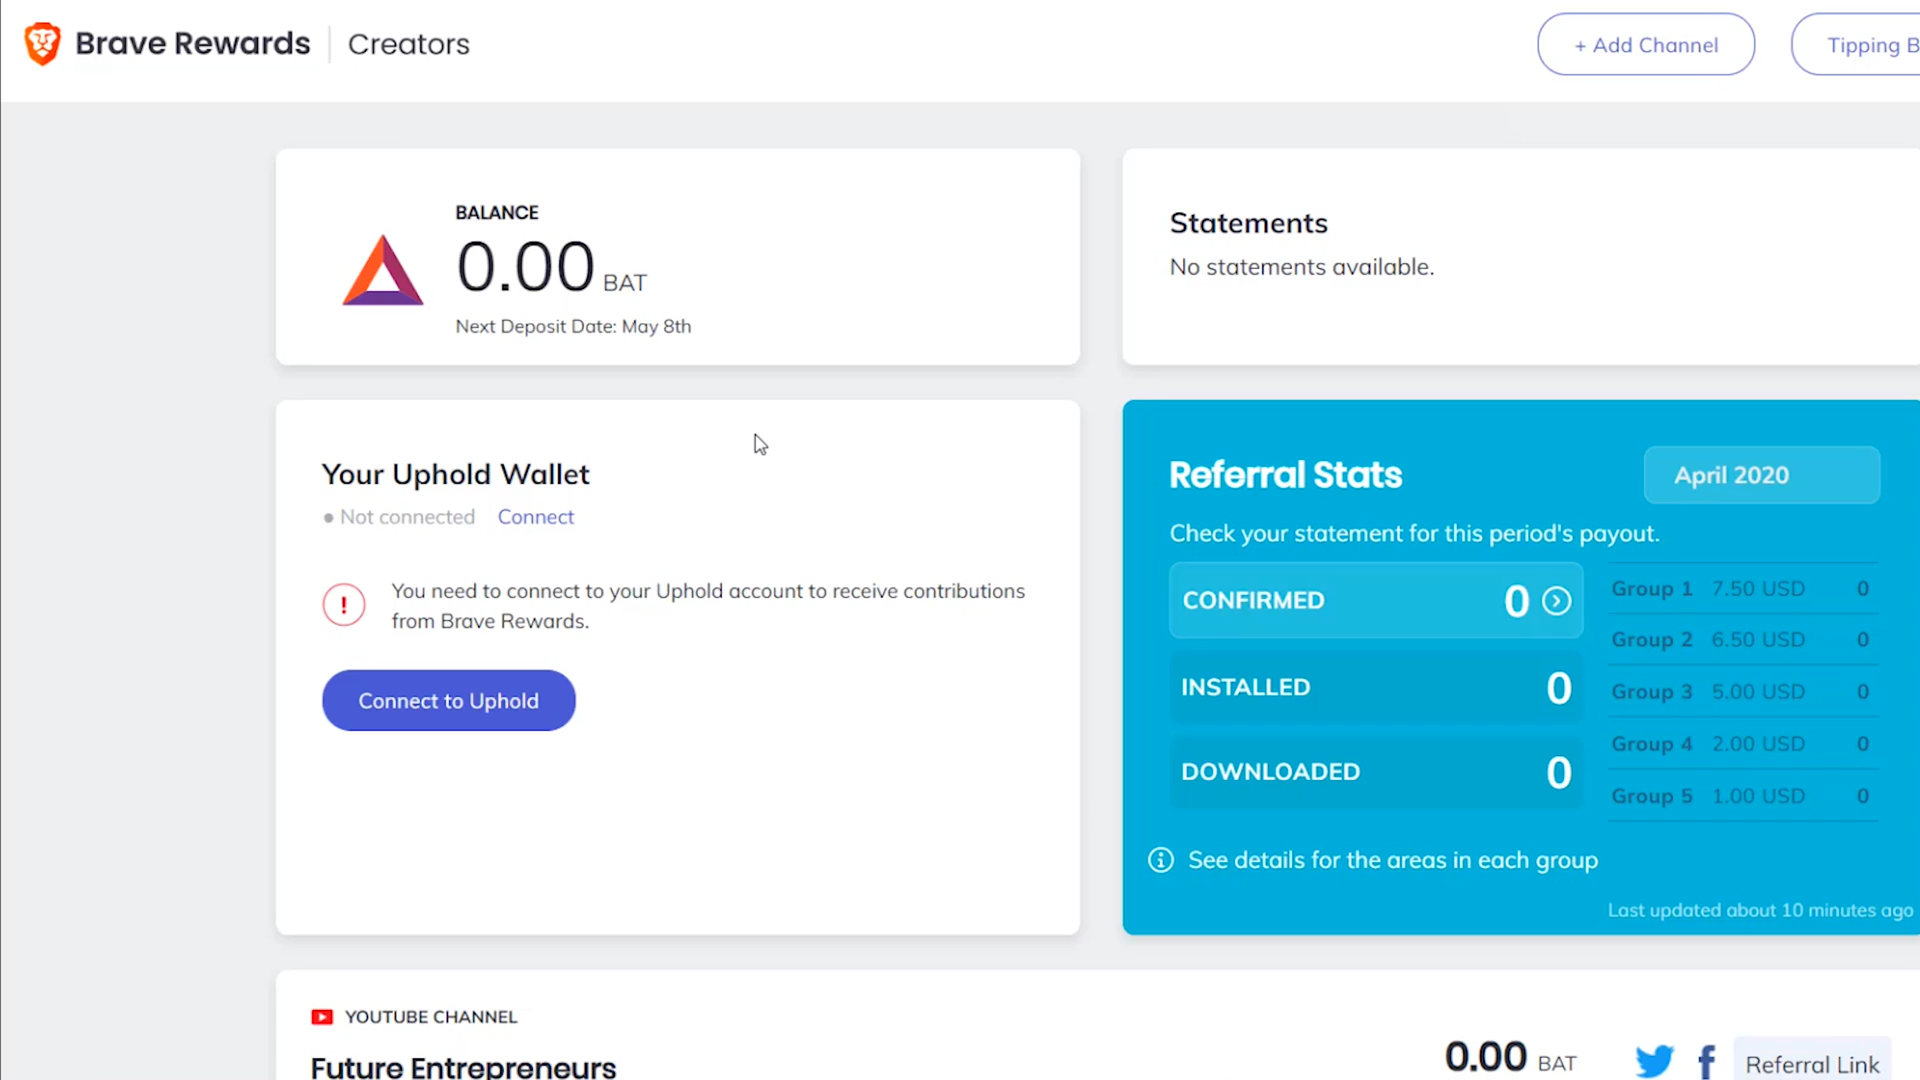 Brave Rewards Creators
+ Add Channel
Tipping B
BALANCE
0.00 BAT
Next Deposit Date: May 8th
Statements
No statements available.
Your Uphold Wallet
Not connected Connect
You need to connect to your Uphold account to receive contributions
from Brave Rewards.
Connect to Uphold
Referral Stats
April 2020
Check your statement for this period's payout.
CONFIRMED 0
INSTALLED 0
DOWNLOADED 0
Group 1 7.50 USD 0
Group 2 6.50 USD 0
Group 3 5.00 USD 0
Group 4 2.00 USD 0
Group 5 1.00 USD 0
See details for the areas in each group
Last updated about 10 minutes ago
YOUTUBE CHANNEL
Future Entrepreneurs
0.00 BAT
Referral Link